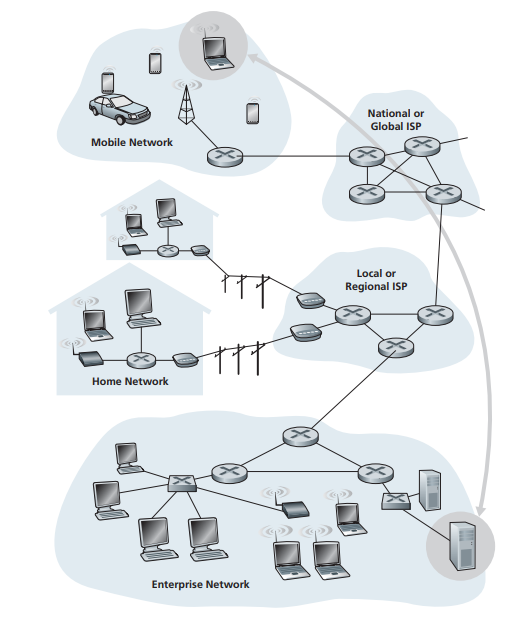 National or
Global ISP
Mobile Network
Local or
Regional ISP
Home Network
Enterprise Network